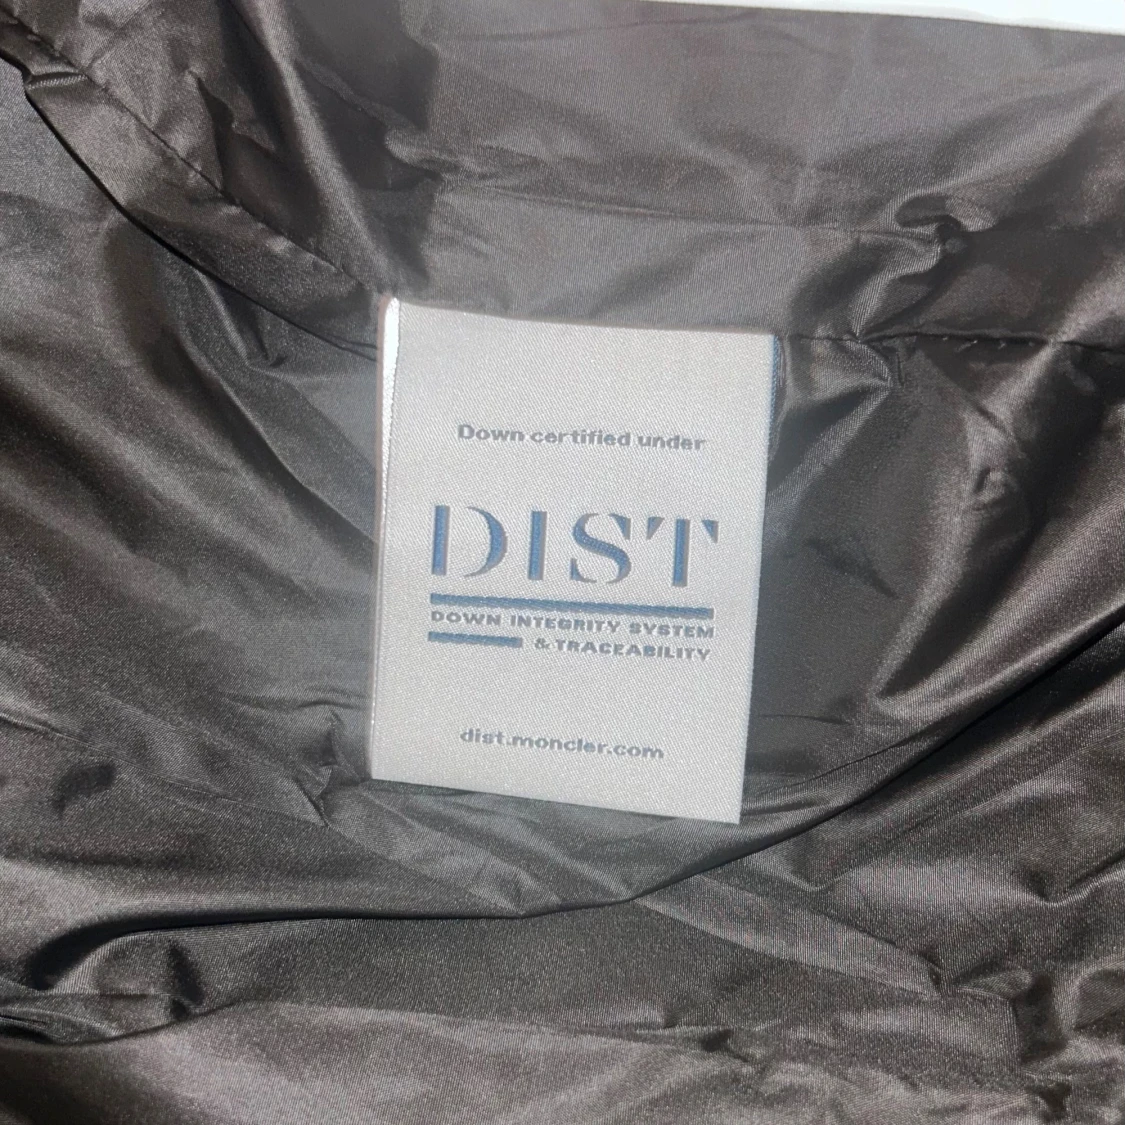 Down certified under
DIST
DOWN INTEGRITY SYSTEM
& TRACEABILITY
dist.moncler.com